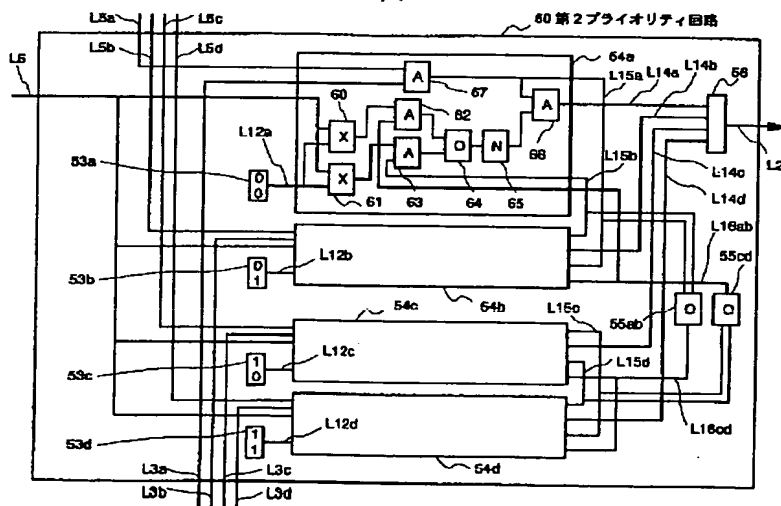 L5a
L5c
L5b
L5d
L6
50 第2プライオリティ回路
54a
A
67
60
62
L15a
L14a
L14b
56
X
A
A
66
L2
53a
0
0
L12a
X
61
A
63
O
64
N
65
L15b
L14c
L14d
L16ab
55cd
53b
0
1
L12b
54b
54c
L15c
55ab
O
O
53c
1
0
L12c
L15d
53d
1
1
L12d
54d
L16cd
L3a
L3c
L3b
L3d